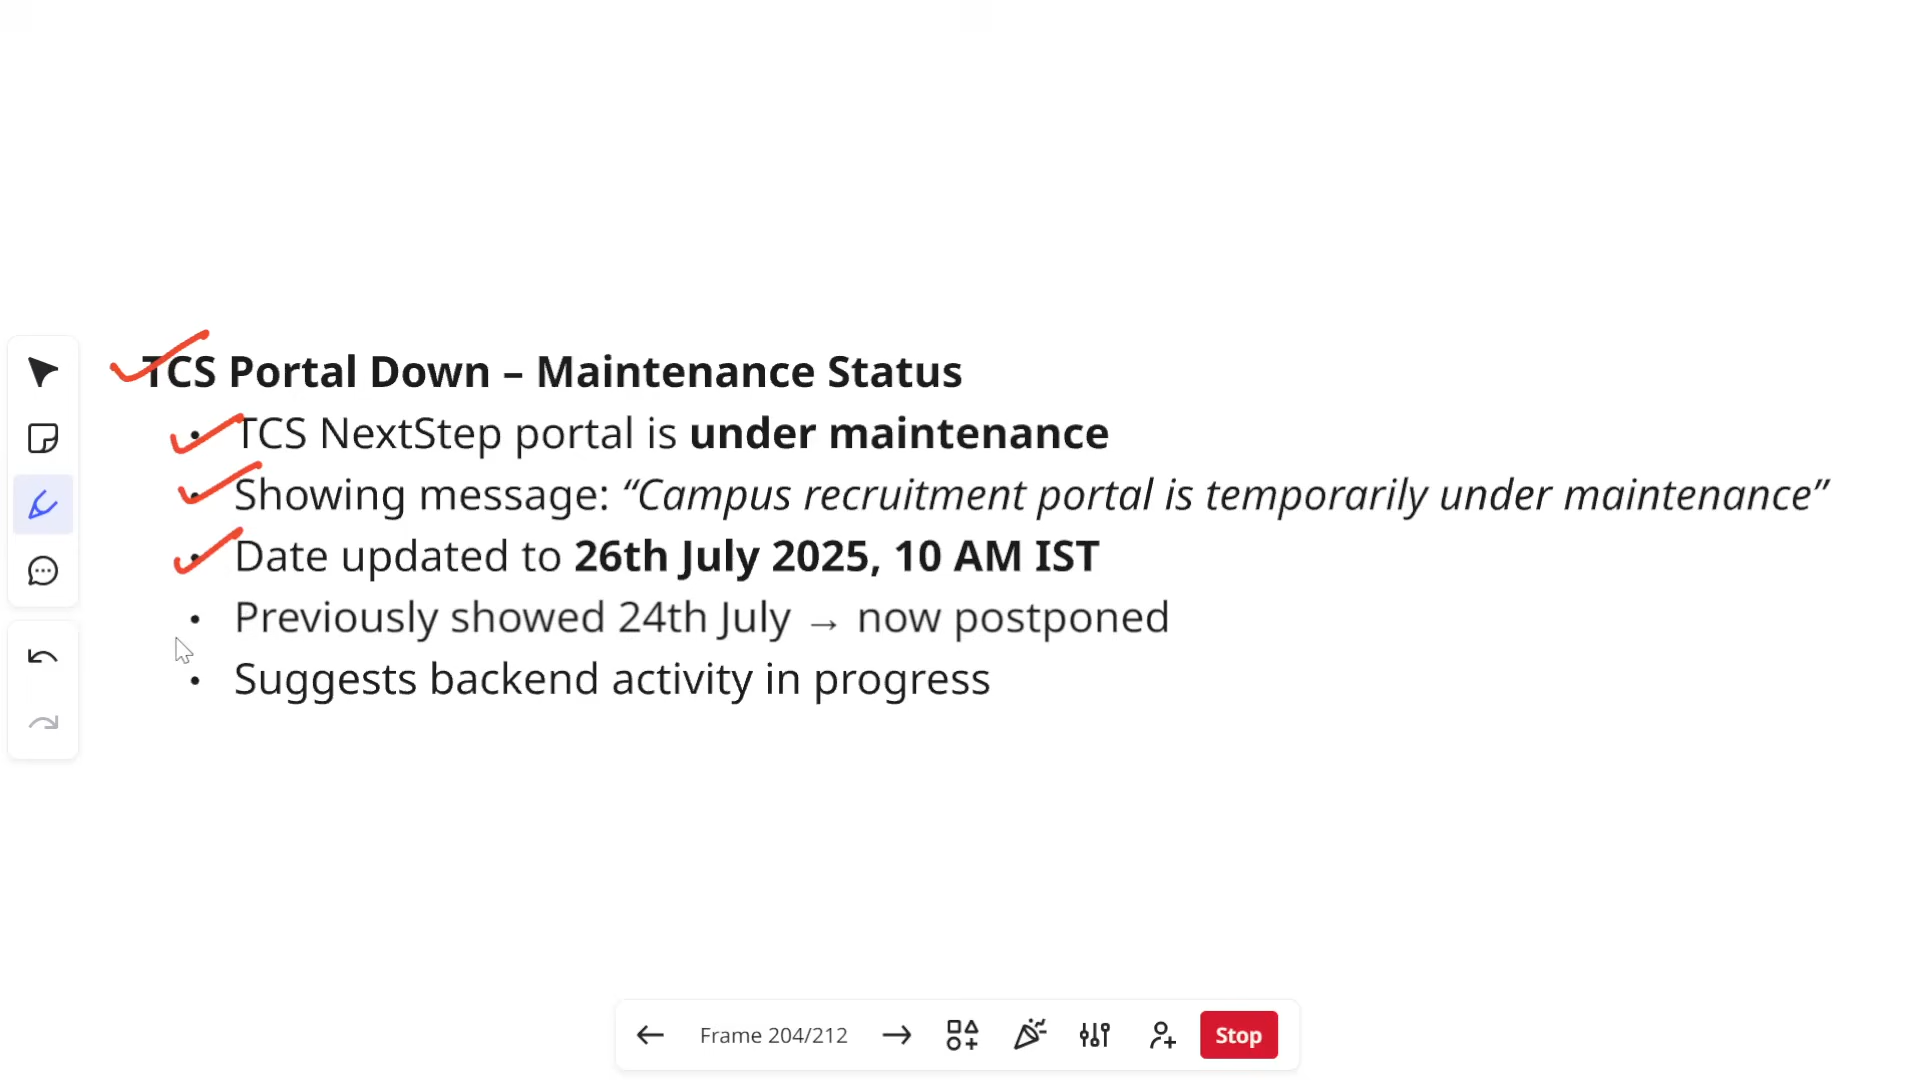 TCS Portal Down – Maintenance Status
• TCS NextStep portal is under maintenance
• Showing message: “Campus recruitment portal is temporarily under maintenance”
• Date updated to 26th July 2025, 10 AM IST
• Previously showed 24th July → now postponed
• Suggests backend activity in progress
Frame 204/212
Stop